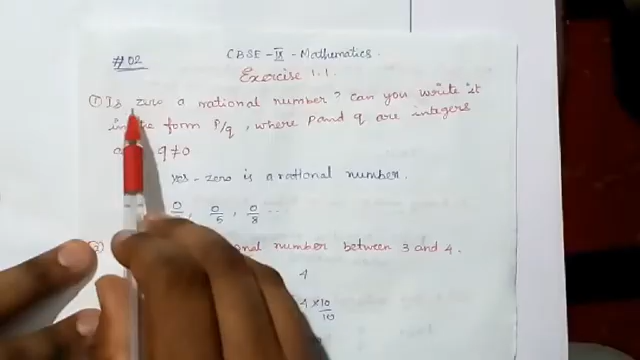 #02
CBSE - IX - Mathematics.
Exercise 1.1.
① Is zero a rational number? Can you write it
in the form P/q, where p and q are integers
q ≠ 0
yes - zero is a rational number.
0/5, 0/8 ...
number between 3 and 4.
4
4 × 10/10